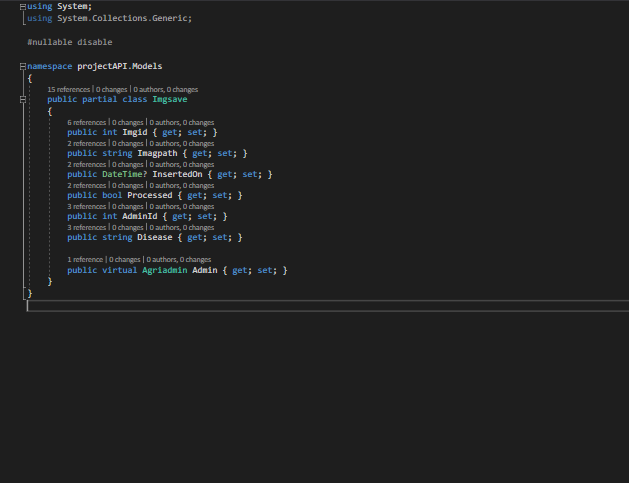 using System;
using System.Collections.Generic;
#nullable disable
namespace projectAPI.Models
{
15 references | 0 changes | 0 authors, 0 changes
public partial class Imgsave
{
6 references | 0 changes | 0 authors, 0 changes
public int Imgid { get; set; }
2 references | 0 changes | 0 authors, 0 changes
public string Imagpath { get; set; }
2 references | 0 changes | 0 authors, 0 changes
public DateTime? InsertedOn { get; set; }
2 references | 0 changes | 0 authors, 0 changes
public bool Processed { get; set; }
3 references | 0 changes | 0 authors, 0 changes
public int AdminId { get; set; }
3 references | 0 changes | 0 authors, 0 changes
public string Disease { get; set; }
1 reference | 0 changes | 0 authors, 0 changes
public virtual Agriadmin Admin { get; set; }
}
}